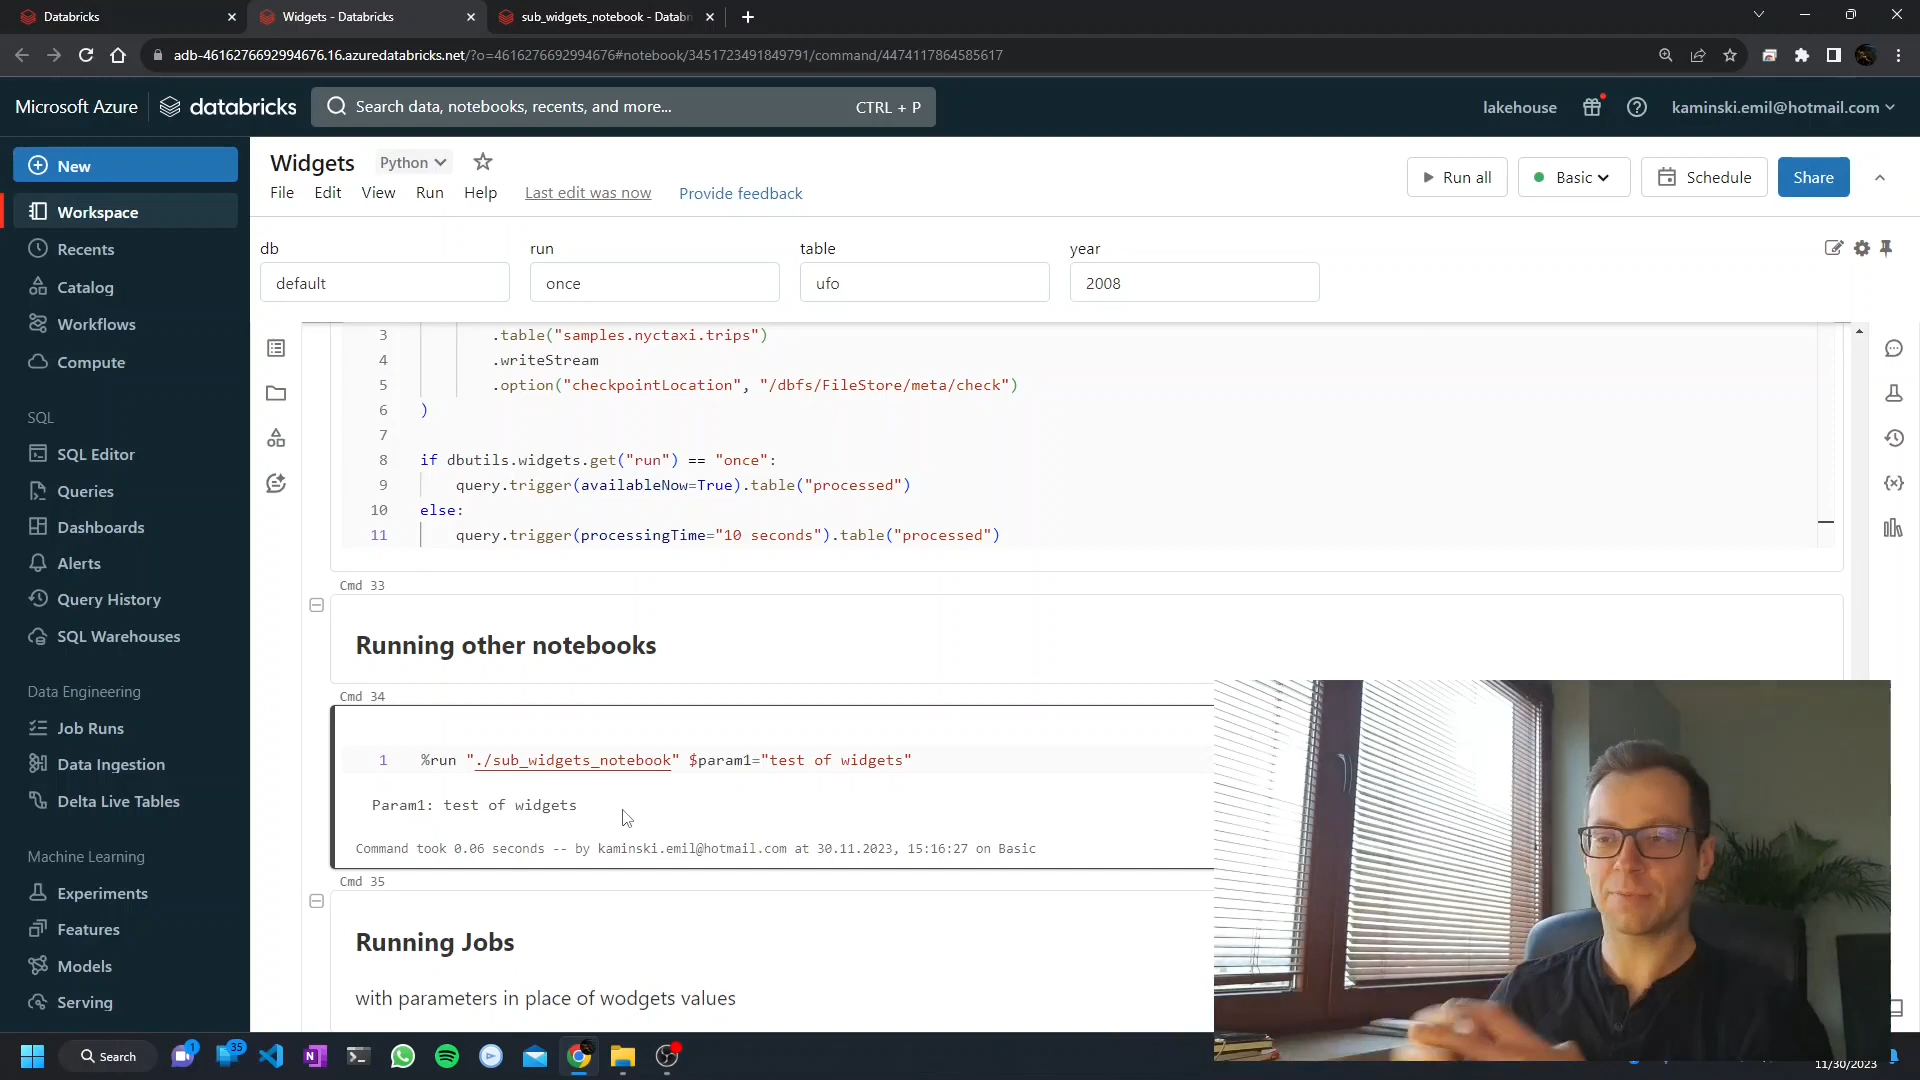 Databricks
Widgets - Databricks
sub_widgets_notebook - Databri
adb-4616276692994676.16.azuredatabricks.net/?o=4616276692994676#notebook/3451723491849791/command/4474117864585617
Microsoft Azure
databricks
Search data, notebooks, recents, and more...
CTRL + P
lakehouse
kaminski.emil@hotmail.com
New
Workspace
Recents
Catalog
Workflows
Compute
SQL
SQL Editor
Queries
Dashboards
Alerts
Query History
SQL Warehouses
Data Engineering
Job Runs
Data Ingestion
Delta Live Tables
Machine Learning
Experiments
Features
Models
Serving
Widgets
Python
File Edit View Run Help Last edit was now Provide feedback
Run all
Basic
Schedule
Share
db
default
run
once
table
ufo
year
2008
3 .table("samples.nyctaxi.trips")
4 .writeStream
5 .option("checkpointLocation", "/dbfs/FileStore/meta/check")
6 )
7
8 if dbutils.widgets.get("run") == "once":
9 query.trigger(availableNow=True).table("processed")
10 else:
11 query.trigger(processingTime="10 seconds").table("processed")
Cmd 33
Running other notebooks
Cmd 34
1 %run "./sub_widgets_notebook" $param1="test of widgets"
Param1: test of widgets
Command took 0.06 seconds -- by kaminski.emil@hotmail.com at 30.11.2023, 15:16:27 on Basic
Cmd 35
Running Jobs
with parameters in place of wodgets values
Search
1
35
11/30/2023